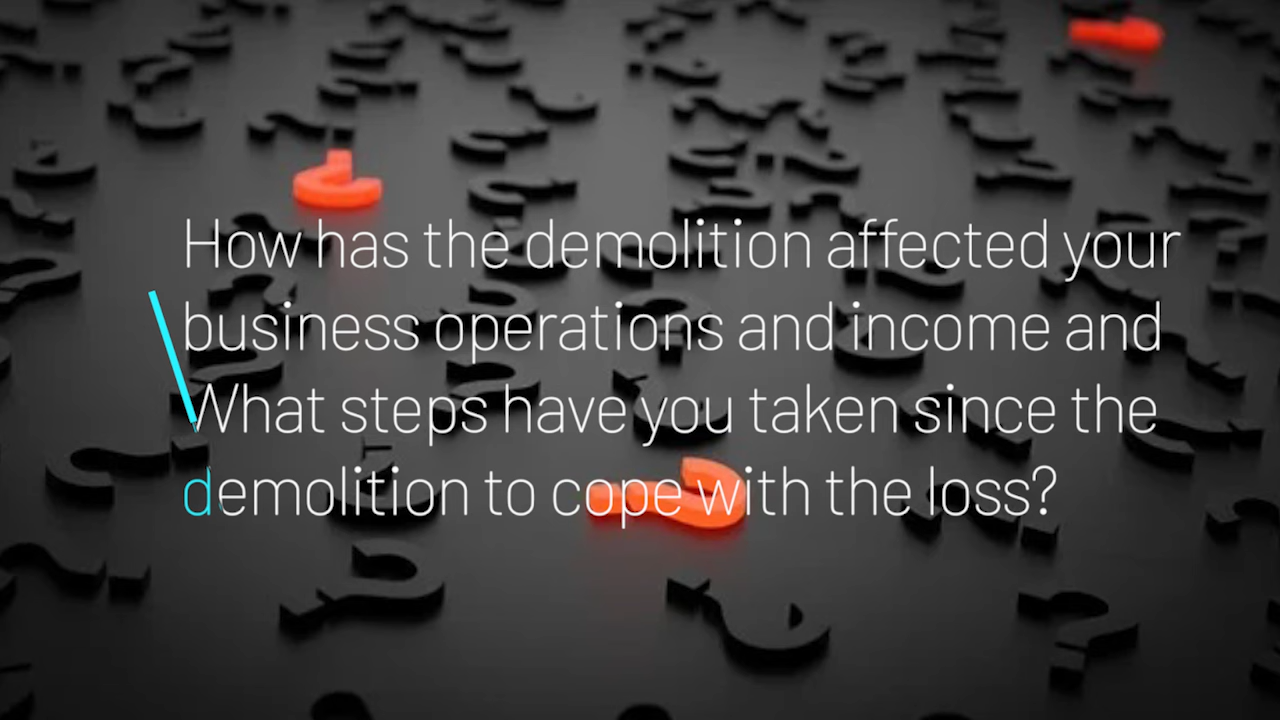 How has the demolition affected your
business operations and income and
What steps have you taken since the
demolition to cope with the loss?